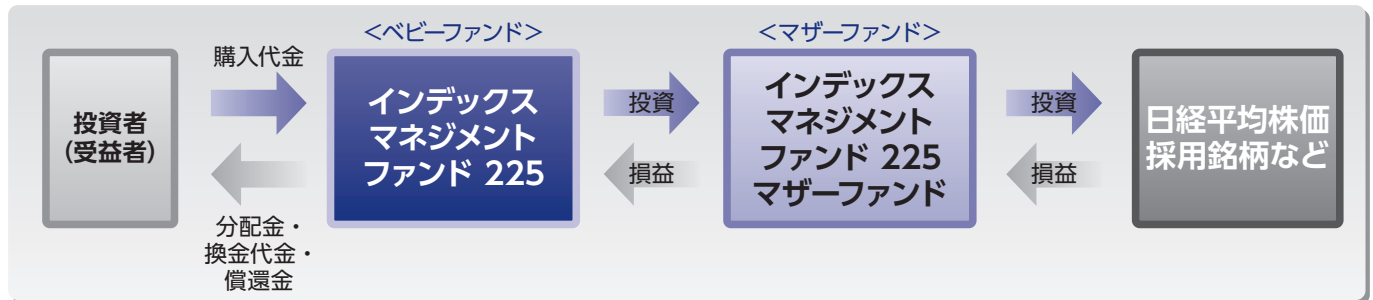 投資者
(受益者)
購入代金
分配金・
換金代金・
償還金
＜ベビーファンド＞
インデックス
マネジメント
ファンド 225
投資
損益
＜マザーファンド＞
インデックス
マネジメント
ファンド 225
マザーファンド
投資
損益
日経平均株価
採用銘柄など